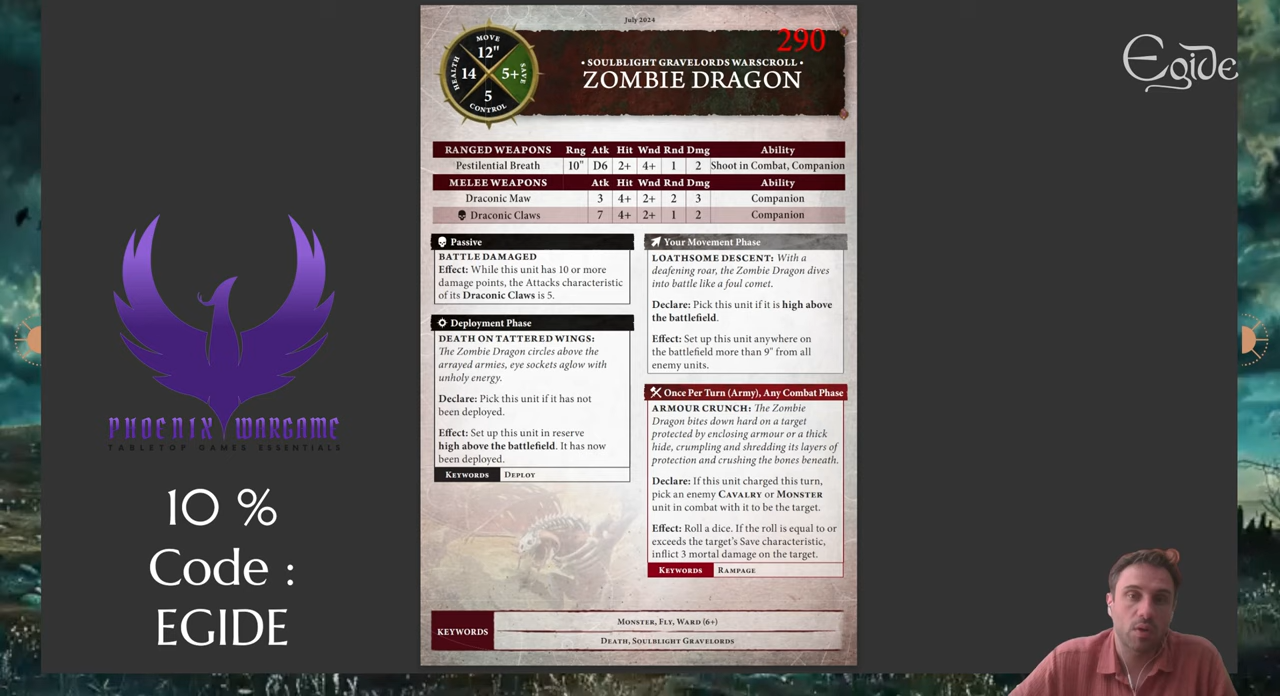 July 2024
290
• SOULBLIGHT GRAVELORDS WARSCROLL •
ZOMBIE DRAGON
MOVE
12"
HEALTH
14
5+
SAVE
5
CONTROL
RANGED WEAPONS Rng Atk Hit Wnd Rnd Dmg Ability
Pestilential Breath 10" D6 2+ 4+ 1 2 Shoot in Combat, Companion
MELEE WEAPONS Atk Hit Wnd Rnd Dmg Ability
Draconic Maw 3 4+ 2+ 2 3 Companion
Draconic Claws 7 4+ 2+ 1 2 Companion
Passive
BATTLE DAMAGED
Effect: While this unit has 10 or more
damage points, the Attacks characteristic
of its Draconic Claws is 5.
Deployment Phase
DEATH ON TATTERED WINGS:
The Zombie Dragon circles above the
arrayed armies, eye sockets aglow with
unholy energy.
Declare: Pick this unit if it has not
been deployed.
Effect: Set up this unit in reserve
high above the battlefield. It has now
been deployed.
KEYWORDS DEPLOY
Your Movement Phase
LOATHSOME DESCENT: With a
deafening roar, the Zombie Dragon dives
into battle like a foul comet.
Declare: Pick this unit if it is high above
the battlefield.
Effect: Set up this unit anywhere on
the battlefield more than 9" from all
enemy units.
Once Per Turn (Army), Any Combat Phase
ARMOUR CRUNCH: The Zombie
Dragon bites down hard on a target
protected by enclosing armour or a thick
hide, crumpling and shredding its layers of
protection and crushing the bones beneath.
Declare: If this unit charged this turn,
pick an enemy CAVALRY or MONSTER
unit in combat with it to be the target.
Effect: Roll a dice. If the roll is equal to or
exceeds the target's Save characteristic,
inflict 3 mortal damage on the target.
KEYWORDS RAMPAGE
KEYWORDS
MONSTER, FLY, WARD (6+)
DEATH, SOULBLIGHT GRAVELORDS
PHOENIX WARGAME
TABLETOP GAMES ESSENTIALS
10 %
Code :
EGIDE
Egide